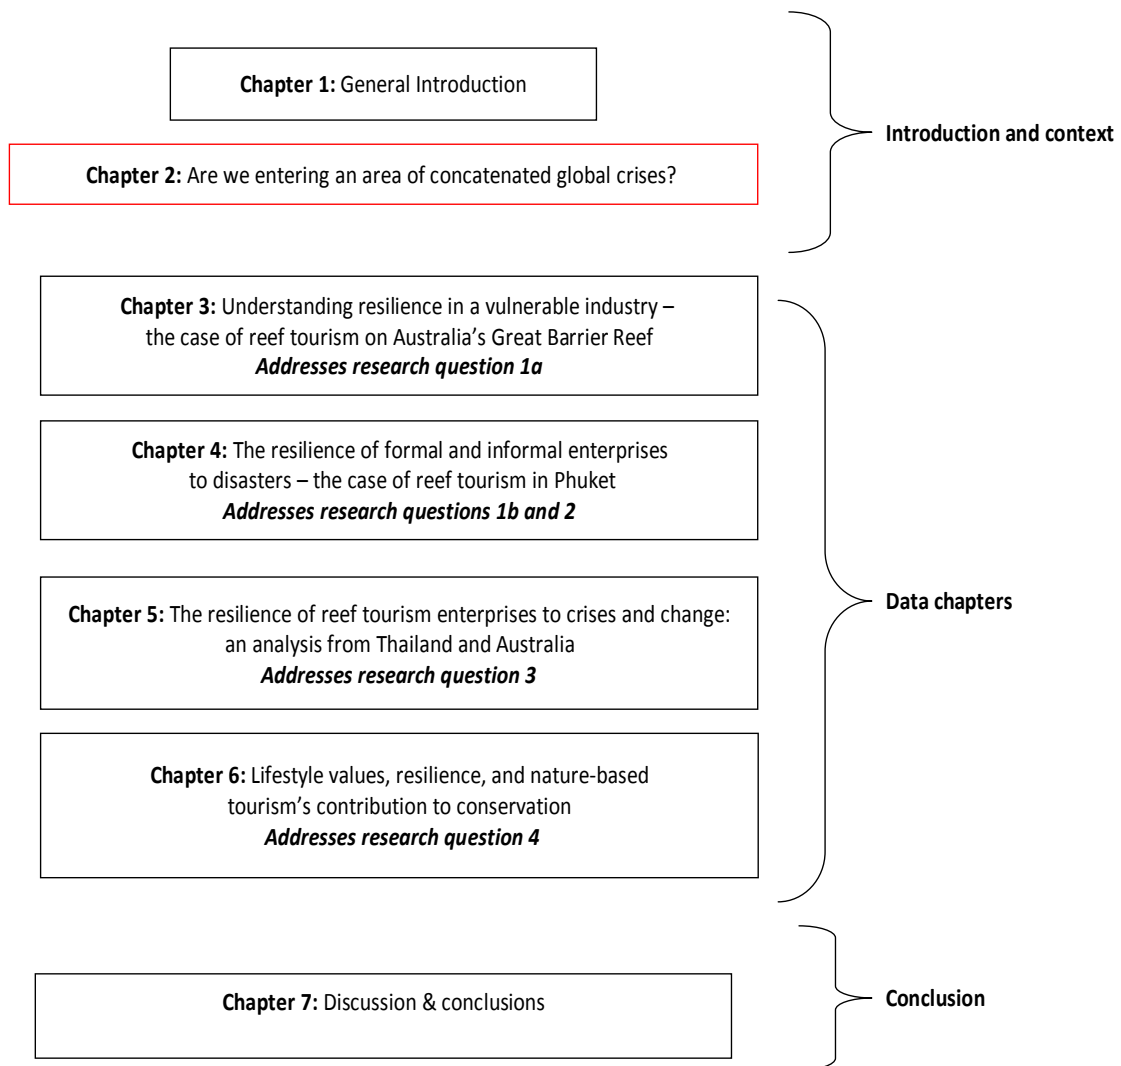 Chapter 1: General Introduction
Introduction and context
Chapter 2: Are we entering an area of concatenated global crises?
Chapter 3: Understanding resilience in a vulnerable industry –
the case of reef tourism on Australia's Great Barrier Reef
Addresses research question 1a
Chapter 4: The resilience of formal and informal enterprises
to disasters – the case of reef tourism in Phuket
Addresses research questions 1b and 2
Chapter 5: The resilience of reef tourism enterprises to crises and change:
an analysis from Thailand and Australia
Addresses research question 3
Data chapters
Chapter 6: Lifestyle values, resilience, and nature-based
tourism's contribution to conservation
Addresses research question 4
Chapter 7: Discussion & conclusions
Conclusion